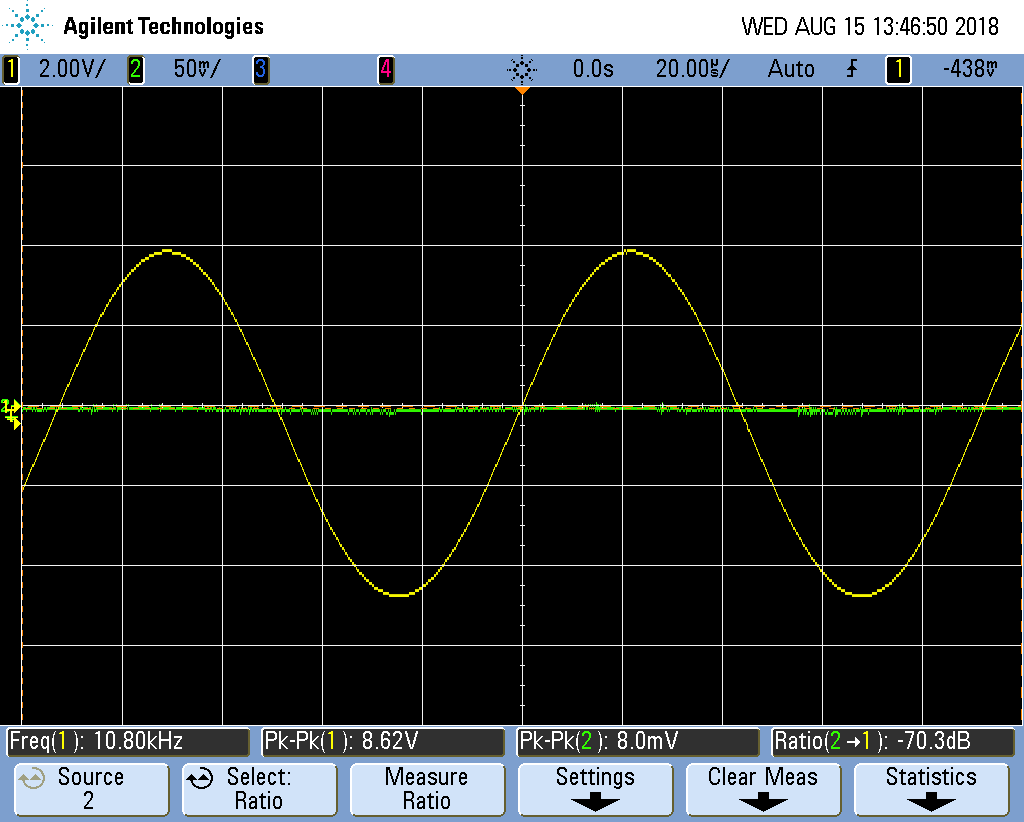 Agilent Technologies WED AUG 15 13:46:50 2018
1 2.00V/ 2 50mV/ 3 4 0.0s 20.00µs/ Auto 1 -438mV
Freq(1): 10.80kHz Pk-Pk(1): 8.62V Pk-Pk(2): 8.0mV Ratio(2→1): -70.3dB
Source
2
Select:
Ratio
Measure
Ratio
Settings
Clear Meas
Statistics